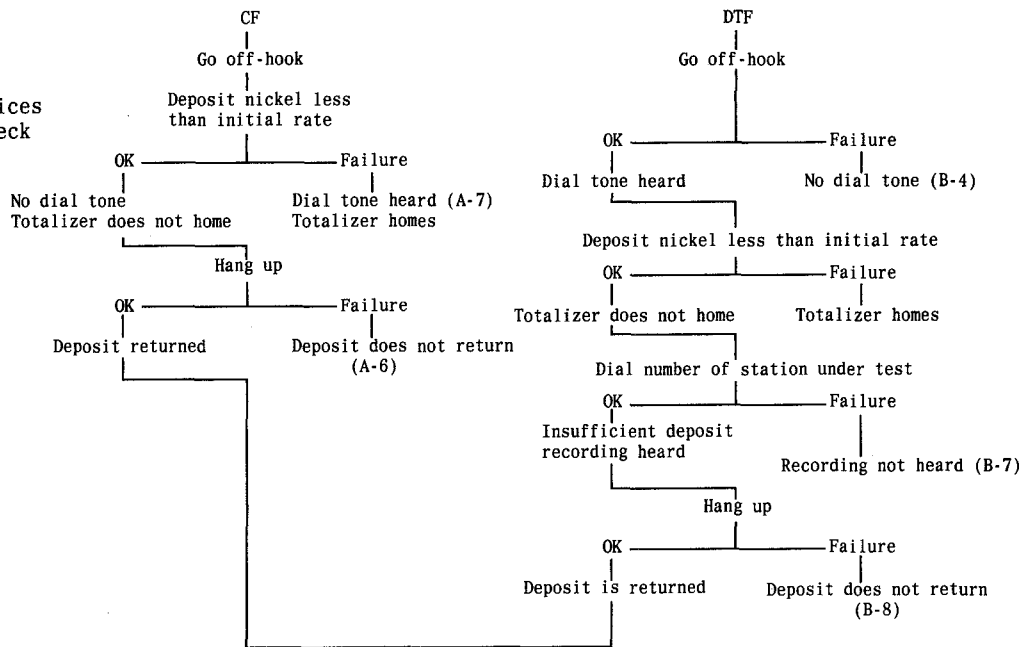 CF
Go off-hook
Deposit nickel less
than initial rate
OK
Failure
No dial tone
Totalizer does not home
Dial tone heard (A-7)
Totalizer homes
Hang up
OK
Failure
Deposit returned
Deposit does not return
(A-6)
ices
eck
DTF
Go off-hook
OK
Failure
Dial tone heard
No dial tone (B-4)
Deposit nickel less than initial rate
OK
Failure
Totalizer does not home
Totalizer homes
Dial number of station under test
OK
Failure
Insufficient deposit
recording heard
Recording not heard (B-7)
Hang up
OK
Failure
Deposit is returned
Deposit does not return
(B-8)